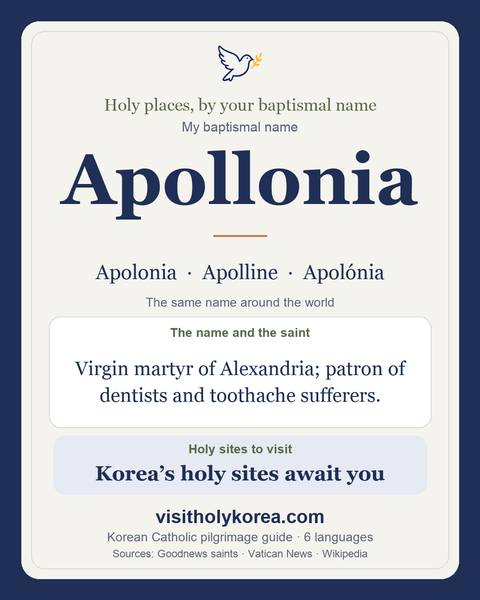 Holy places, by your baptismal name
My baptismal name
Apollonia
Apolonia · Apolline · Apolónia
The same name around the world
The name and the saint
Virgin martyr of Alexandria; patron of
dentists and toothache sufferers.
Holy sites to visit
Korea’s holy sites await you
visitholykorea.com
Korean Catholic pilgrimage guide · 6 languages
Sources: Goodnews saints · Vatican News · Wikipedia